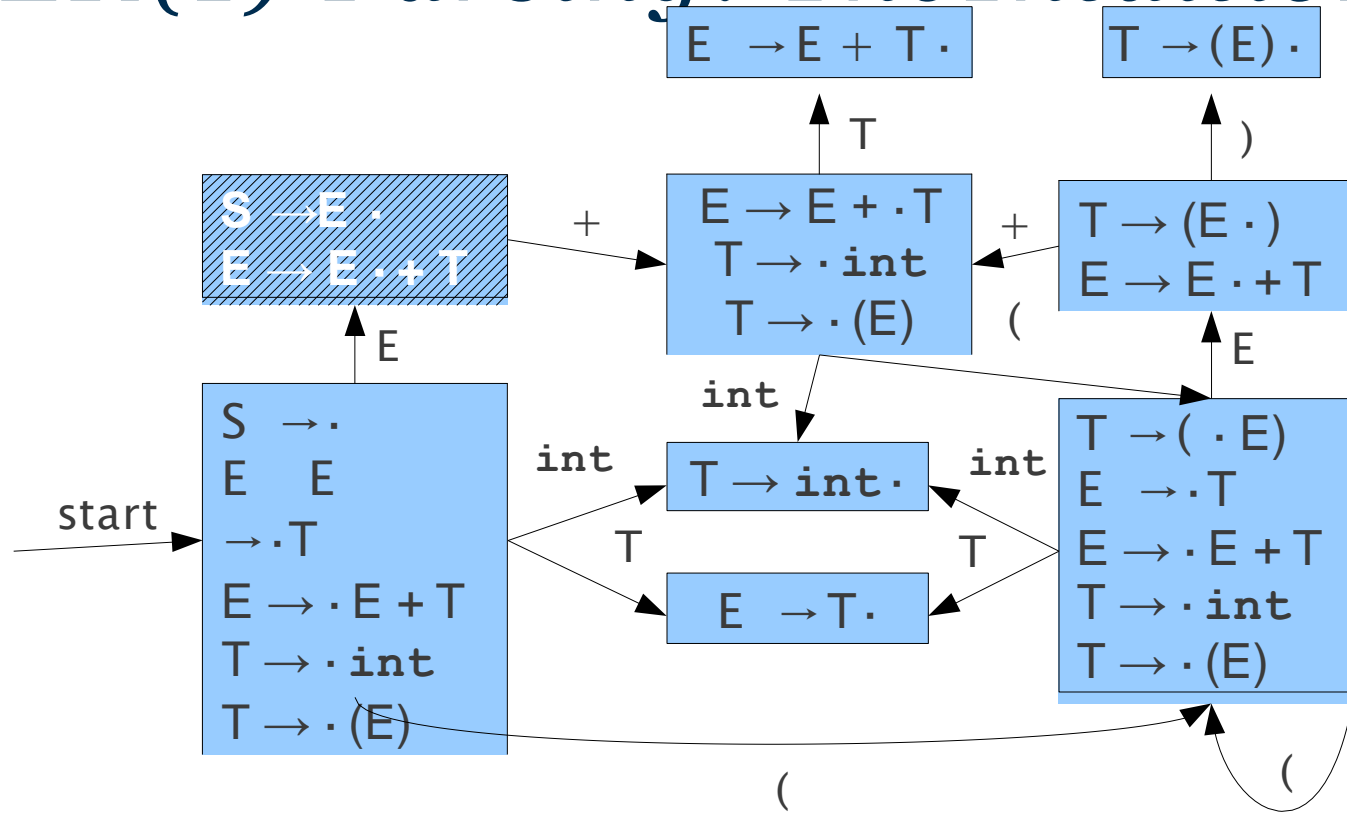 E → E + T ·
T → (E) ·
T
)
S → E ·
E → E · + T
+
E → E + · T
T → · int
T → · (E)
+
T → (E · )
E → E · + T
(
E
E
int
S → ·
E E
→ · T
E → · E + T
T → · int
T → · (E)
start
int
T → int ·
int
T
T
E → T ·
T → ( · E)
E → · T
E → · E + T
T → · int
T → · (E)
(
(